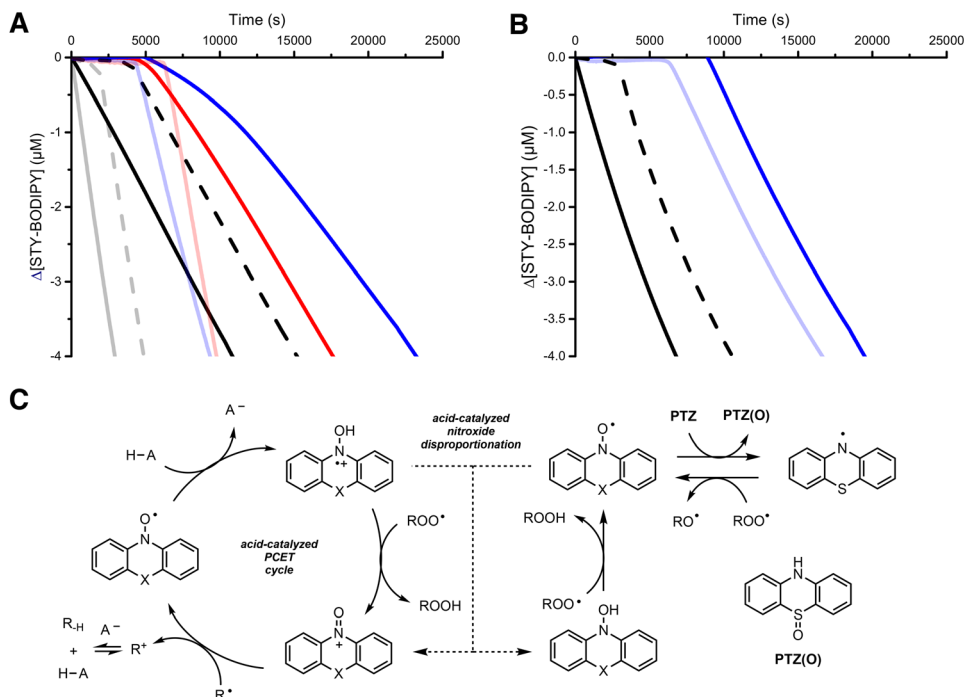 A
Time (s)
0 5000 10000 15000 20000 25000
0
-1
-2
-3
-4
Δ[STY-BODIPY] (µM)
B
Time (s)
0 5000 10000 15000 20000 25000
0.0
-0.5
-1.0
-1.5
-2.0
-2.5
-3.0
-3.5
-4.0
Δ[STY-BODIPY] (µM)
C
A⁻
H–A
OH
N
•+
X
acid-catalyzed
nitroxide
disproportionation
O•
N
X
PTZ
PTZ(O)
RO•
ROO•
N•
S
O•
N
X
acid-catalyzed
PCET
cycle
ROO•
ROOH
ROOH
ROO•
O
N
+
X
OH
N
X
H
N
S
O
PTZ(O)
R-H
+
H–A
A⁻
R⁺
R•